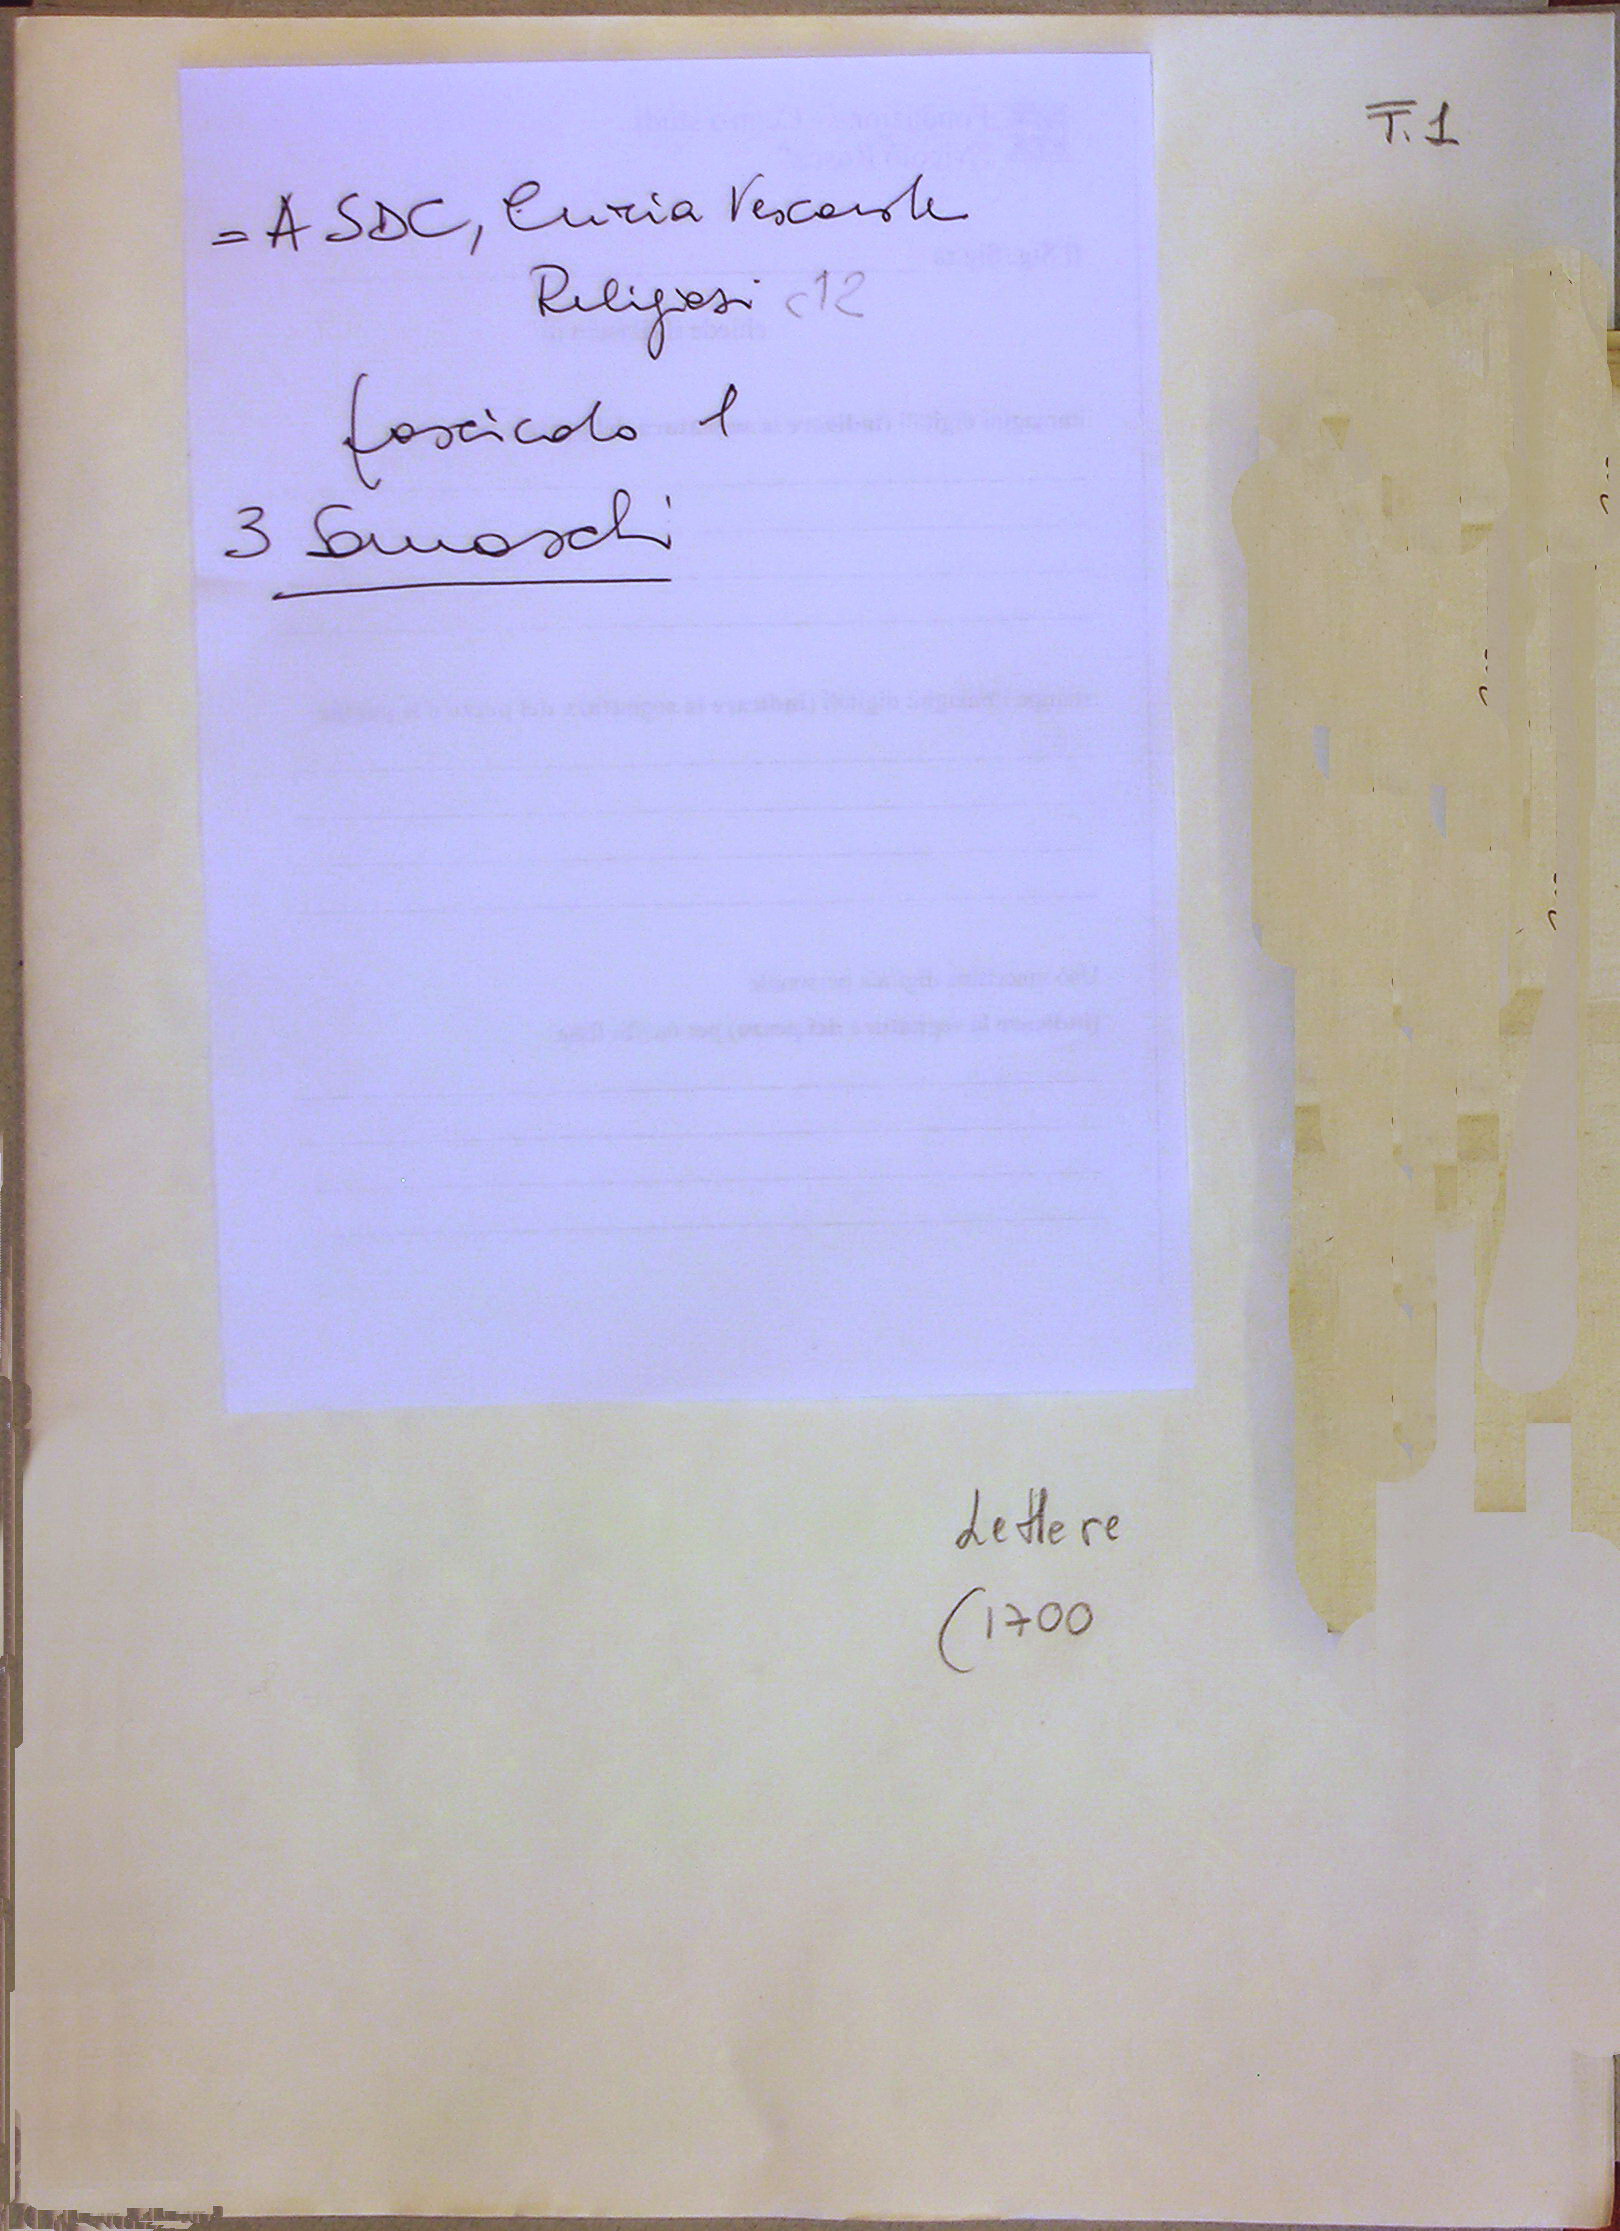 T.1
= ASDC, Curia Vescovile
Religiosi c12
fascicolo 1
3 Somaschi
Lettere
(1700